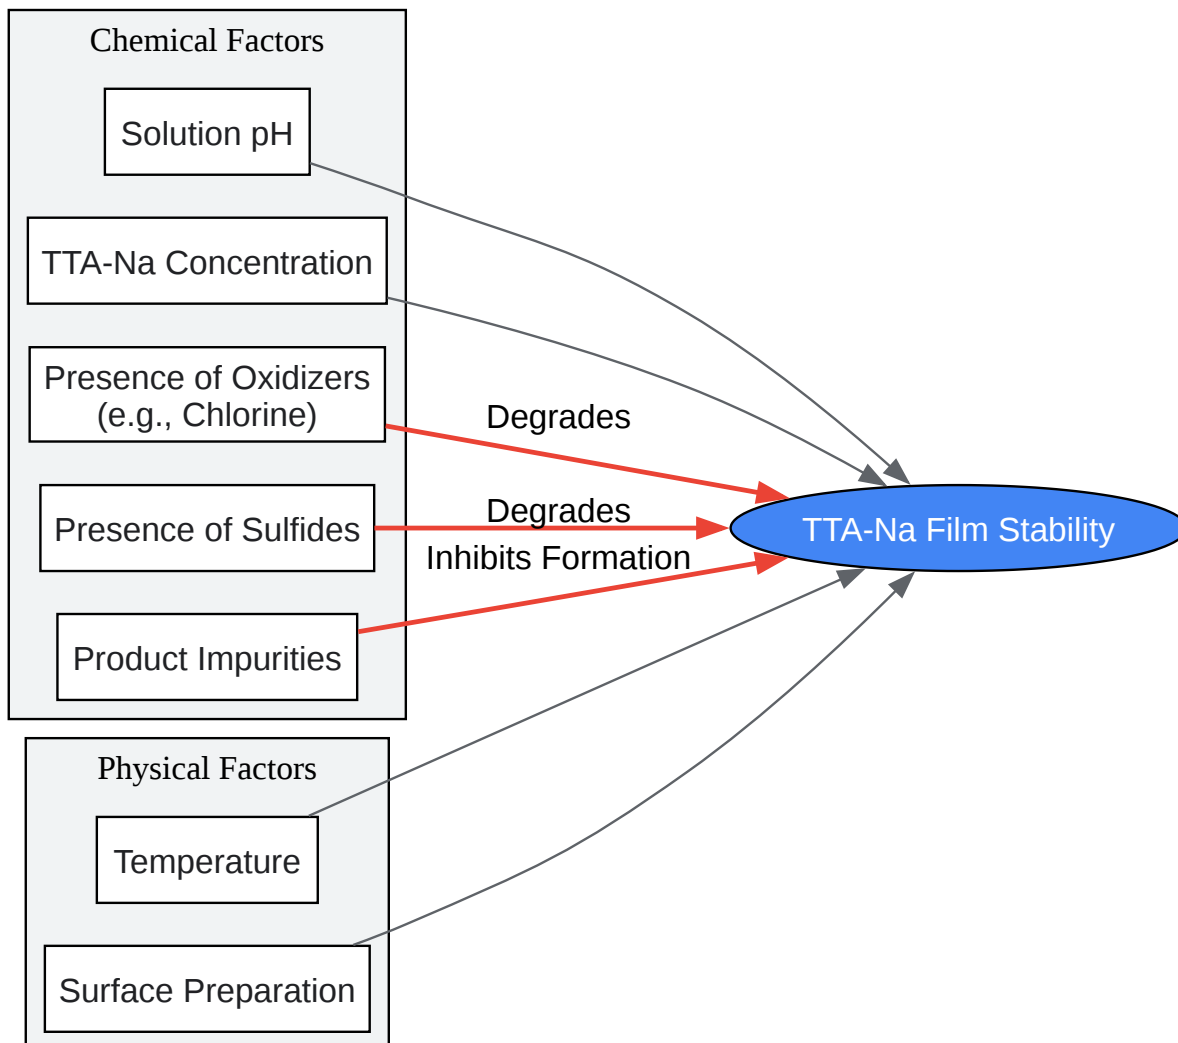 Chemical Factors
Solution pH
TTA-Na Concentration
Presence of Oxidizers
(e.g., Chlorine)
Degrades
Presence of Sulfides
Degrades
Inhibits Formation
TTA-Na Film Stability
Product Impurities
Physical Factors
Temperature
Surface Preparation